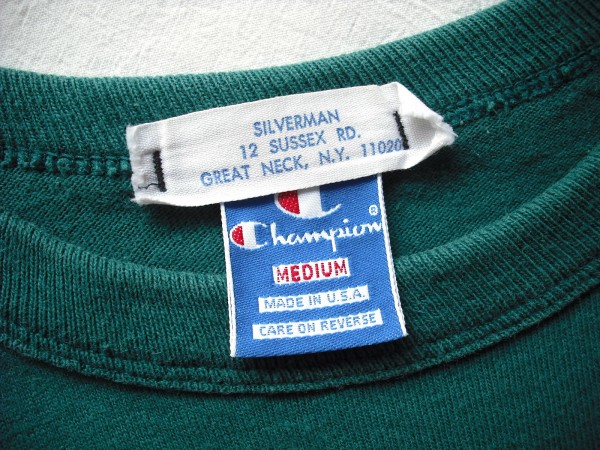 SILVERMAN
12 SUSSEX RD.
GREAT NECK, N.Y. 11020
Champion®
MEDIUM
MADE IN U.S.A.
CARE ON REVERSE